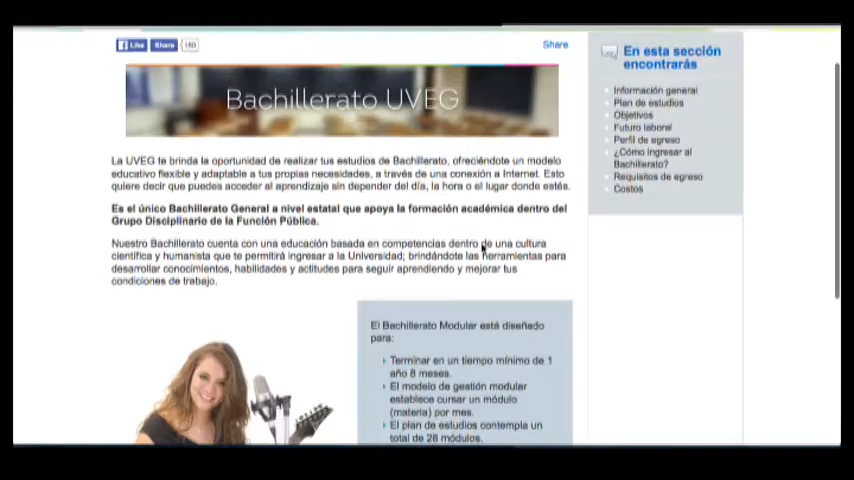 Like Share 180
Share
Bachillerato UVEG
La UVEG te brinda la oportunidad de realizar tus estudios de Bachillerato, ofreciéndote un modelo
educativo flexible y adaptable a tus propias necesidades, a través de una conexión a Internet. Esto
quiere decir que puedes acceder al aprendizaje sin depender del día, la hora o el lugar donde estés.
Es el único Bachillerato General a nivel estatal que apoya la formación académica dentro del
Grupo Disciplinario de la Función Pública.
Nuestro Bachillerato cuenta con una educación basada en competencias dentro de una cultura
científica y humanista que te permitirá ingresar a la Universidad; brindándote las herramientas para
desarrollar conocimientos, habilidades y actitudes para seguir aprendiendo y mejorar tus
condiciones de trabajo.
El Bachillerato Modular está diseñado
para:
Terminar en un tiempo mínimo de 1
año 8 meses.
El modelo de gestión modular
establece cursar un módulo
(materia) por mes.
El plan de estudios contempla un
total de 28 módulos.
En esta sección
encontrarás
Información general
Plan de estudios
Objetivos
Futuro laboral
Perfil de egreso
¿Cómo ingresar al
Bachillerato?
Requisitos de egreso
Costos